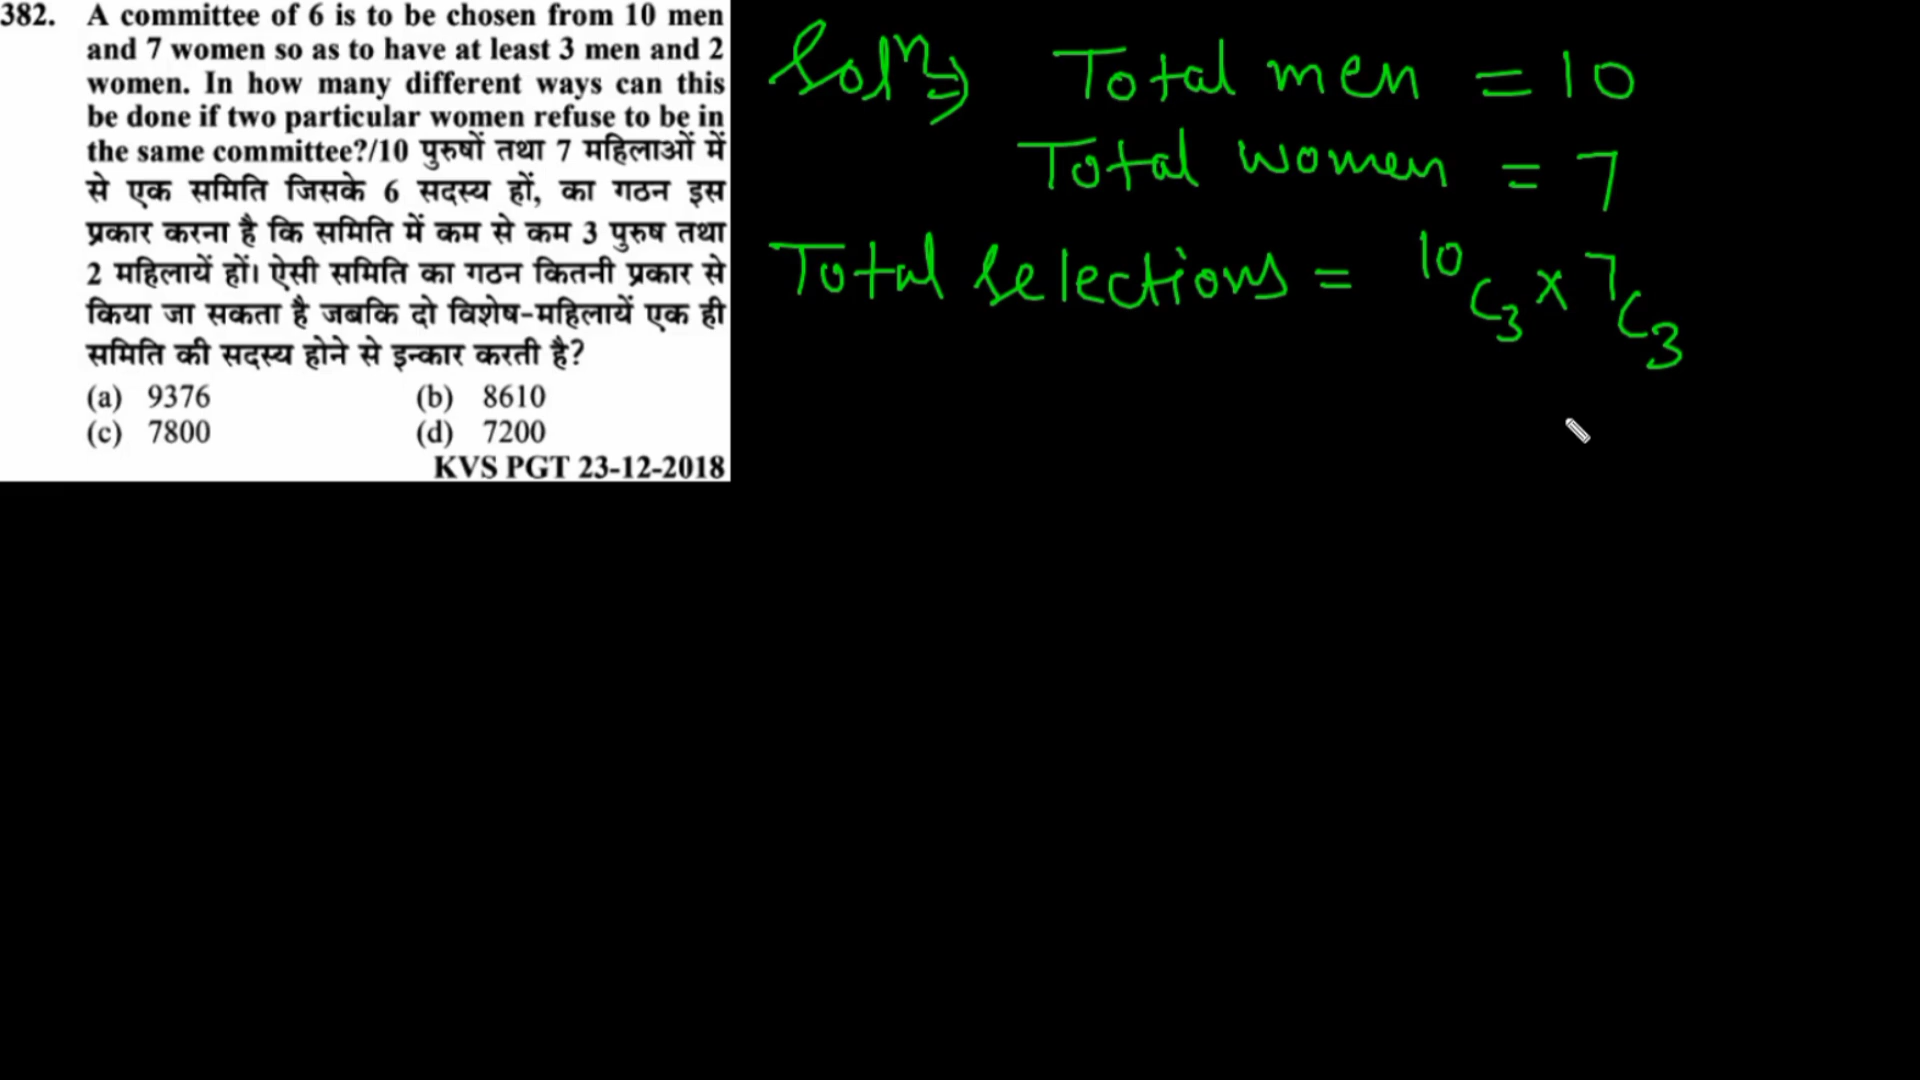 382. A committee of 6 is to be chosen from 10 men
and 7 women so as to have at least 3 men and 2
women. In how many different ways can this
be done if two particular women refuse to be in
the same committee?/10 पुरुषों तथा 7 महिलाओं में
से एक समिति जिसके 6 सदस्य हों, का गठन इस
प्रकार करना है कि समिति में कम से कम 3 पुरुष तथा
2 महिलायें हों। ऐसी समिति का गठन कितनी प्रकार से
किया जा सकता है जबकि दो विशेष-महिलायें एक ही
समिति की सदस्य होने से इन्कार करती है?
(a) 9376 (b) 8610
(c) 7800 (d) 7200
KVS PGT 23-12-2018
Solⁿ⇒ Total men = 10
Total women = 7
Total selections = ¹⁰C₃ × ⁷C₃